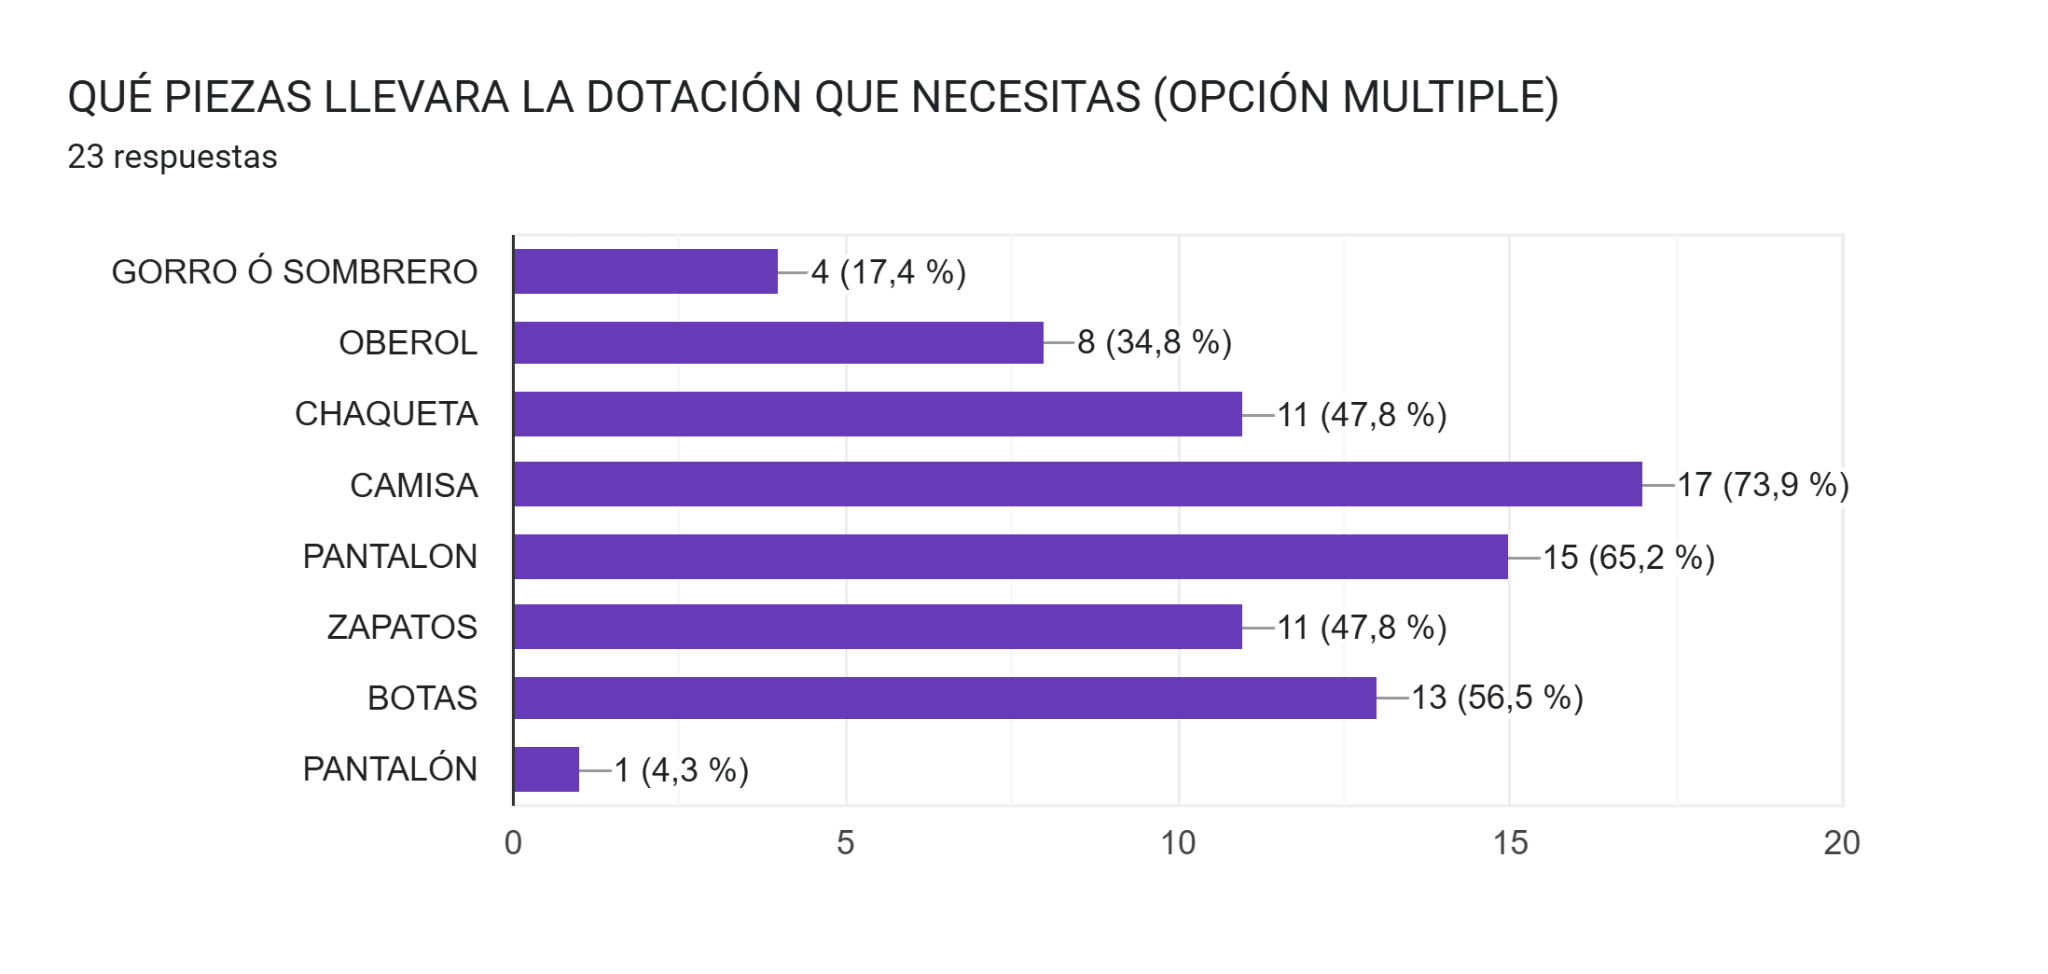 QUÉ PIEZAS LLEVARA LA DOTACIÓN QUE NECESITAS (OPCIÓN MULTIPLE)
23 respuestas
GORRO Ó SOMBRERO 4 (17,4 %)
OBEROL 8 (34,8 %)
CHAQUETA 11 (47,8 %)
CAMISA 17 (73,9 %)
PANTALON 15 (65,2 %)
ZAPATOS 11 (47,8 %)
BOTAS 13 (56,5 %)
PANTALÓN 1 (4,3 %)
0 5 10 15 20